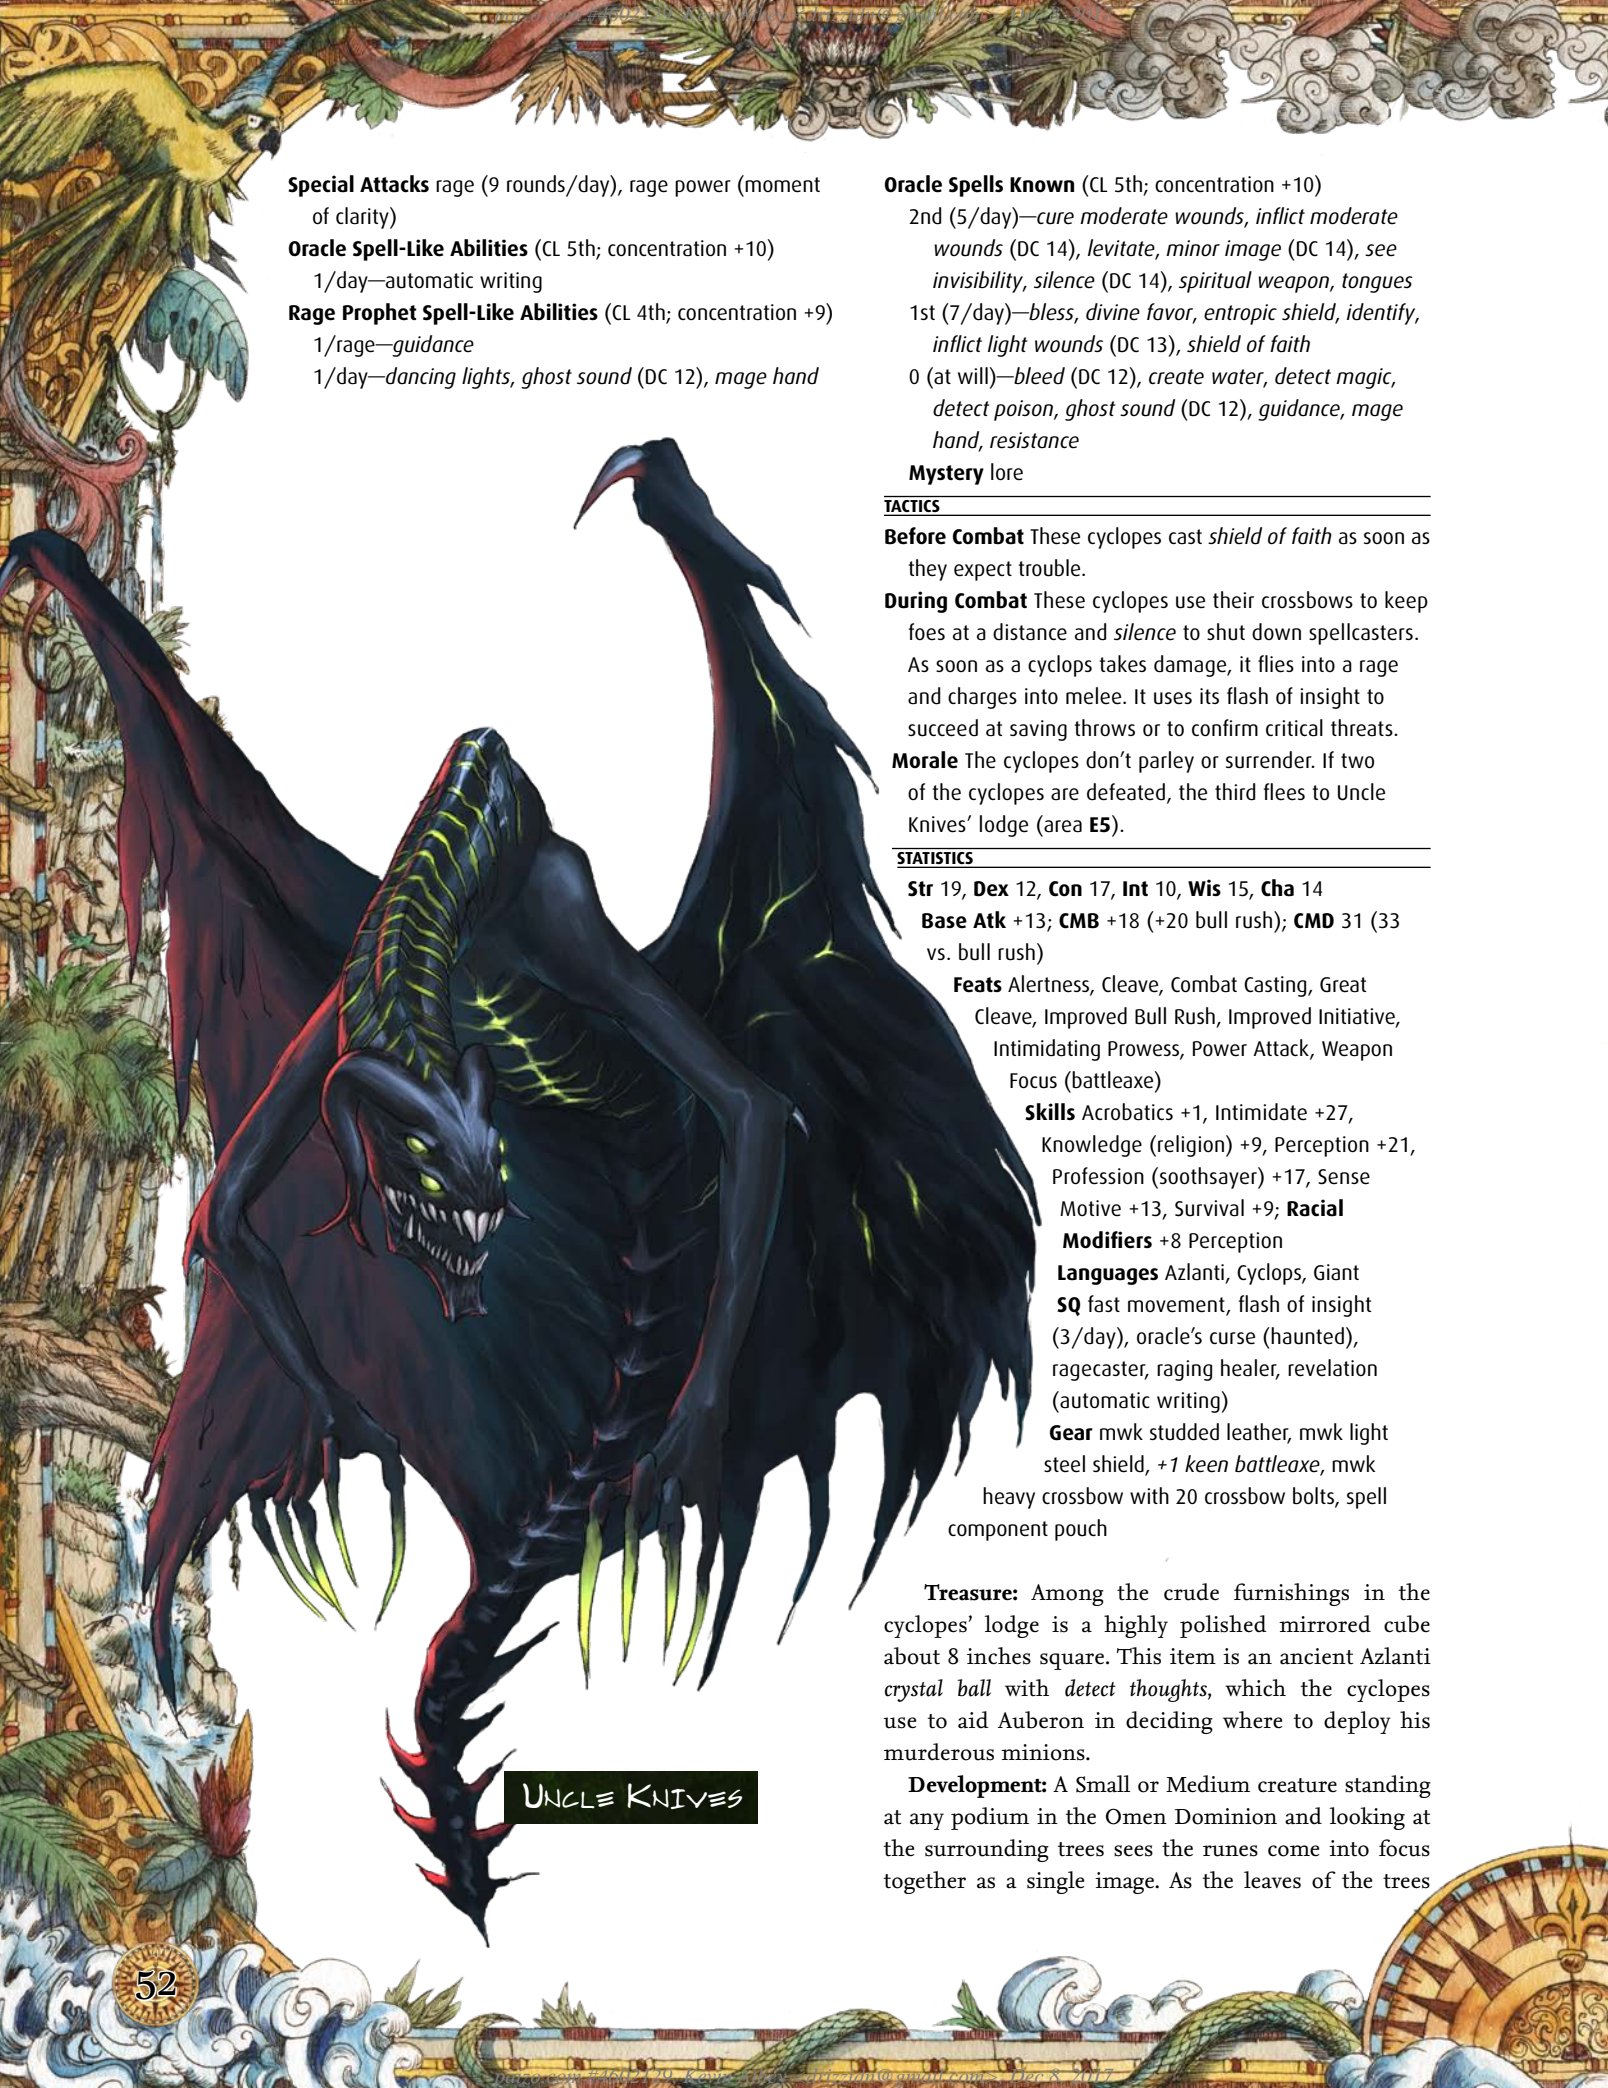 Special Attacks rage (9 rounds/day), rage power (moment
of clarity)
Oracle Spell-Like Abilities (CL 5th; concentration +10)
1/day—automatic writing
Rage Prophet Spell-Like Abilities (CL 4th; concentration +9)
1/rage—guidance
1/day—dancing lights, ghost sound (DC 12), mage hand
UNCLE KNIVES
Oracle Spells Known (CL 5th; concentration +10)
2nd (5/day)—cure moderate wounds, inflict moderate
wounds (DC 14), levitate, minor image (DC 14), see
invisibility, silence (DC 14), spiritual weapon, tongues
1st (7/day)—bless, divine favor, entropic shield, identify,
inflict light wounds (DC 13), shield of faith
0 (at will)—bleed (DC 12), create water, detect magic,
detect poison, ghost sound (DC 12), guidance, mage
hand, resistance
Mystery lore
TACTICS
Before Combat These cyclopes cast shield of faith as soon as
they expect trouble.
During Combat These cyclopes use their crossbows to keep
foes at a distance and silence to shut down spellcasters.
As soon as a cyclops takes damage, it flies into a rage
and charges into melee. It uses its flash of insight to
succeed at saving throws or to confirm critical threats.
Morale The cyclopes don’t parley or surrender. If two
of the cyclopes are defeated, the third flees to Uncle
Knives’ lodge (area E5).
STATISTICS
Str 19, Dex 12, Con 17, Int 10, Wis 15, Cha 14
Base Atk +13; CMB +18 (+20 bull rush); CMD 31 (33
vs. bull rush)
Feats Alertness, Cleave, Combat Casting, Great
Cleave, Improved Bull Rush, Improved Initiative,
Intimidating Prowess, Power Attack, Weapon
Focus (battleaxe)
Skills Acrobatics +1, Intimidate +27,
Knowledge (religion) +9, Perception +21,
Profession (soothsayer) +17, Sense
Motive +13, Survival +9; Racial
Modifiers +8 Perception
Languages Azlanti, Cyclops, Giant
SQ fast movement, flash of insight
(3/day), oracle’s curse (haunted),
ragecaster, raging healer, revelation
(automatic writing)
Gear mwk studded leather, mwk light
steel shield, +1 keen battleaxe, mwk
heavy crossbow with 20 crossbow bolts, spell
component pouch
Treasure: Among the crude furnishings in the
cyclopes’ lodge is a highly polished mirrored cube
about 8 inches square. This item is an ancient Azlanti
crystal ball with detect thoughts, which the cyclopes
use to aid Auberon in deciding where to deploy his
murderous minions.
Development: A Small or Medium creature standing
at any podium in the Omen Dominion and looking at
the surrounding trees sees the runes come into focus
together as a single image. As the leaves of the trees
52